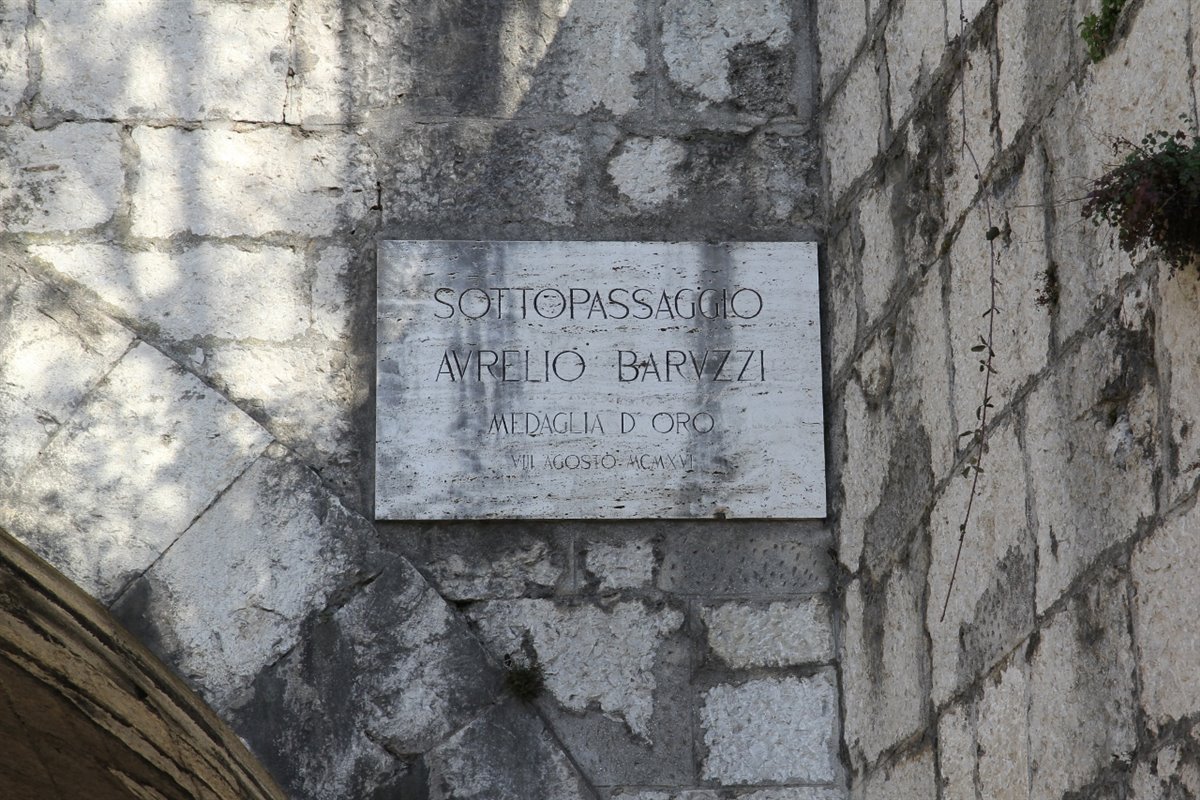 SOTTOPASSAGGIO
AVRELIO BARVZZI
MEDAGLIA D'ORO
VIII AGOSTO MCMXVI